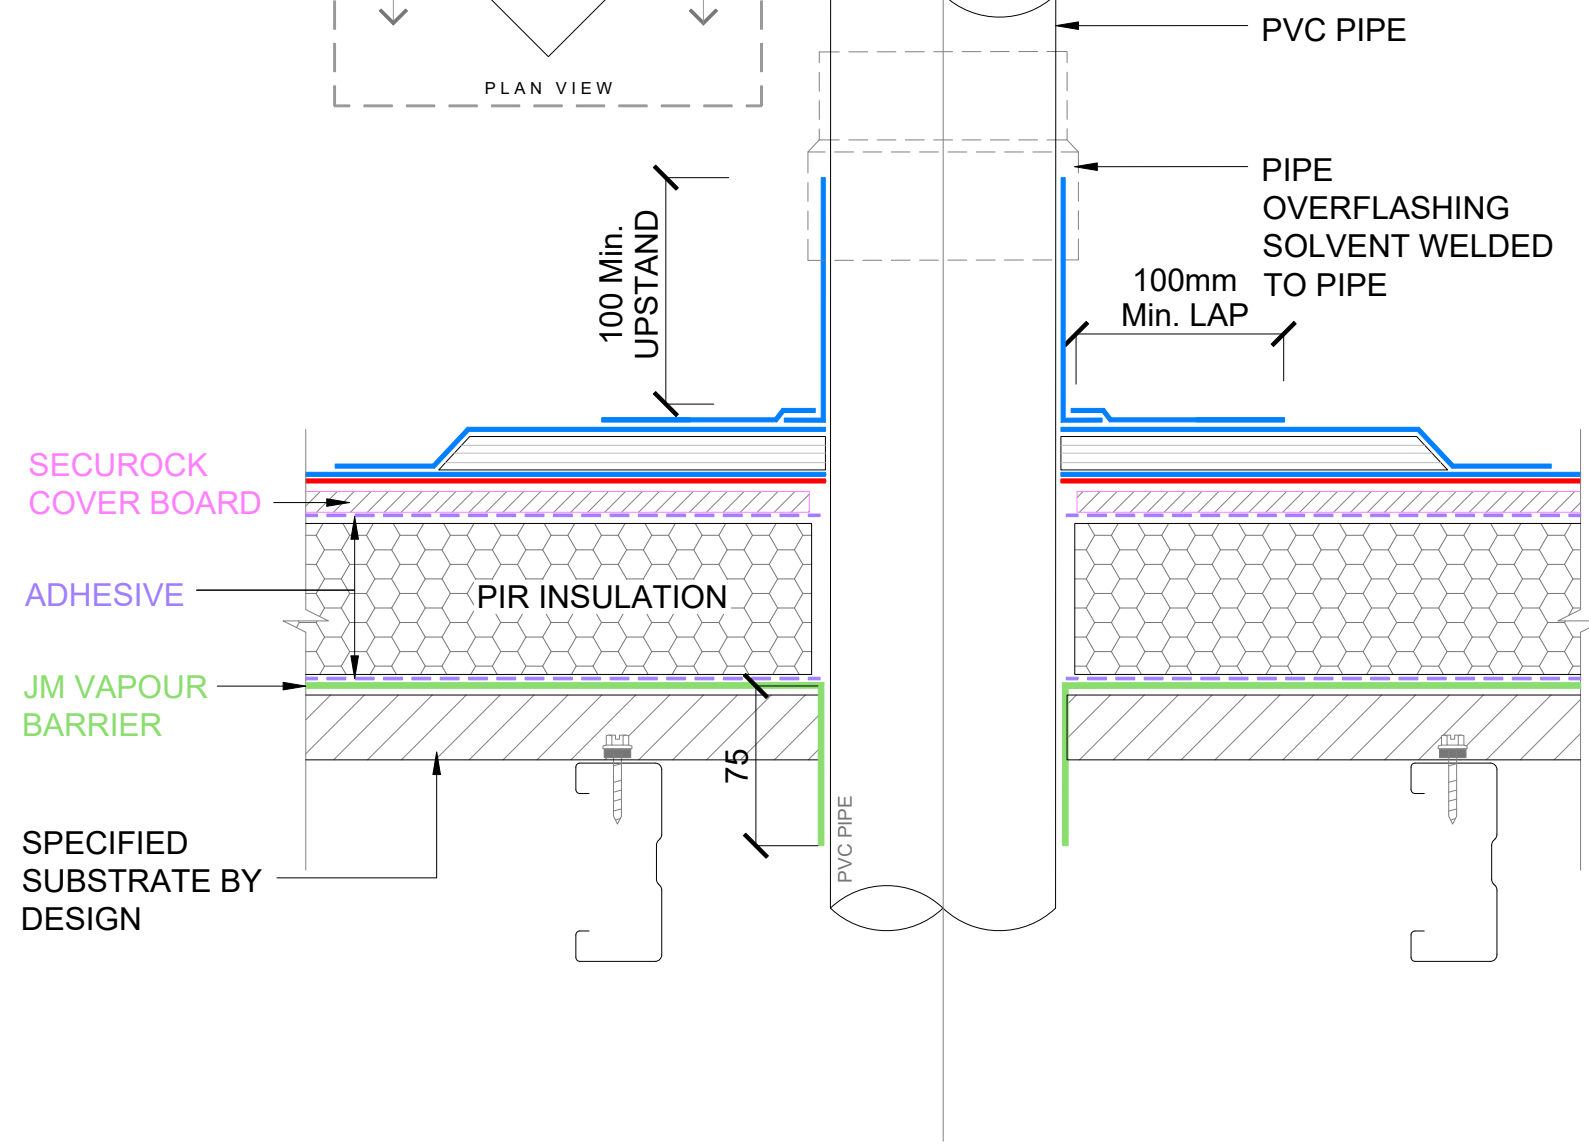 PLAN VIEW
PVC PIPE
PIPE
OVERFLASHING
SOLVENT WELDED
TO PIPE
100 Min.
UPSTAND
100mm
Min. LAP
SECUROCK
COVER BOARD
ADHESIVE
PIR INSULATION
JM VAPOUR
BARRIER
75
PVC PIPE
SPECIFIED
SUBSTRATE BY
DESIGN